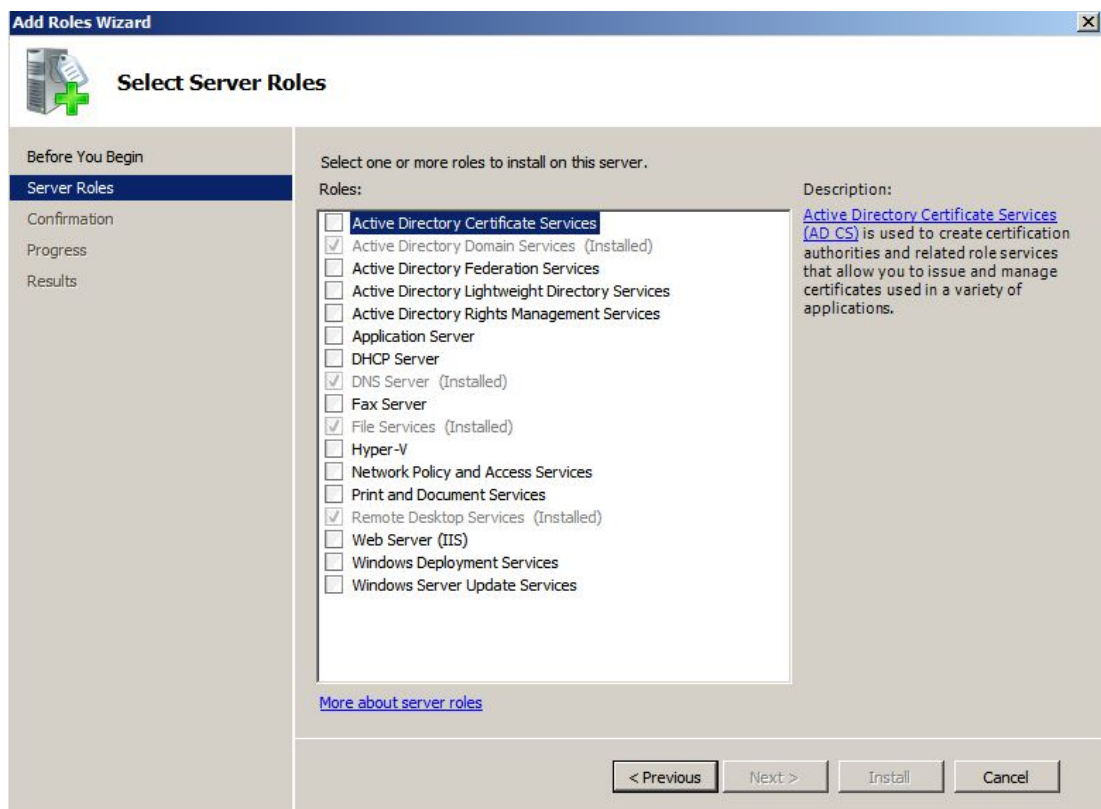 Add Roles Wizard
Select Server Roles
Before You Begin
Server Roles
Confirmation
Progress
Results
Select one or more roles to install on this server.
Roles:
Active Directory Certificate Services
Active Directory Domain Services (Installed)
Active Directory Federation Services
Active Directory Lightweight Directory Services
Active Directory Rights Management Services
Application Server
DHCP Server
DNS Server (Installed)
Fax Server
File Services (Installed)
Hyper-V
Network Policy and Access Services
Print and Document Services
Remote Desktop Services (Installed)
Web Server (IIS)
Windows Deployment Services
Windows Server Update Services
More about server roles
Description:
Active Directory Certificate Services
(AD CS) is used to create certification
authorities and related role services
that allow you to issue and manage
certificates used in a variety of
applications.
< Previous
Next >
Install
Cancel